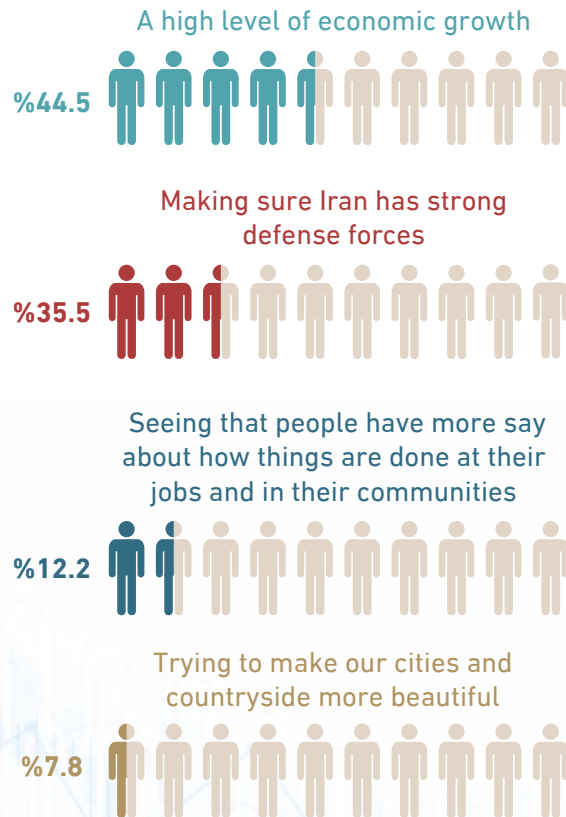 A high level of economic growth
%44.5
Making sure Iran has strong
defense forces
%35.5
Seeing that people have more say
about how things are done at their
jobs and in their communities
%12.2
Trying to make our cities and
countryside more beautiful
%7.8